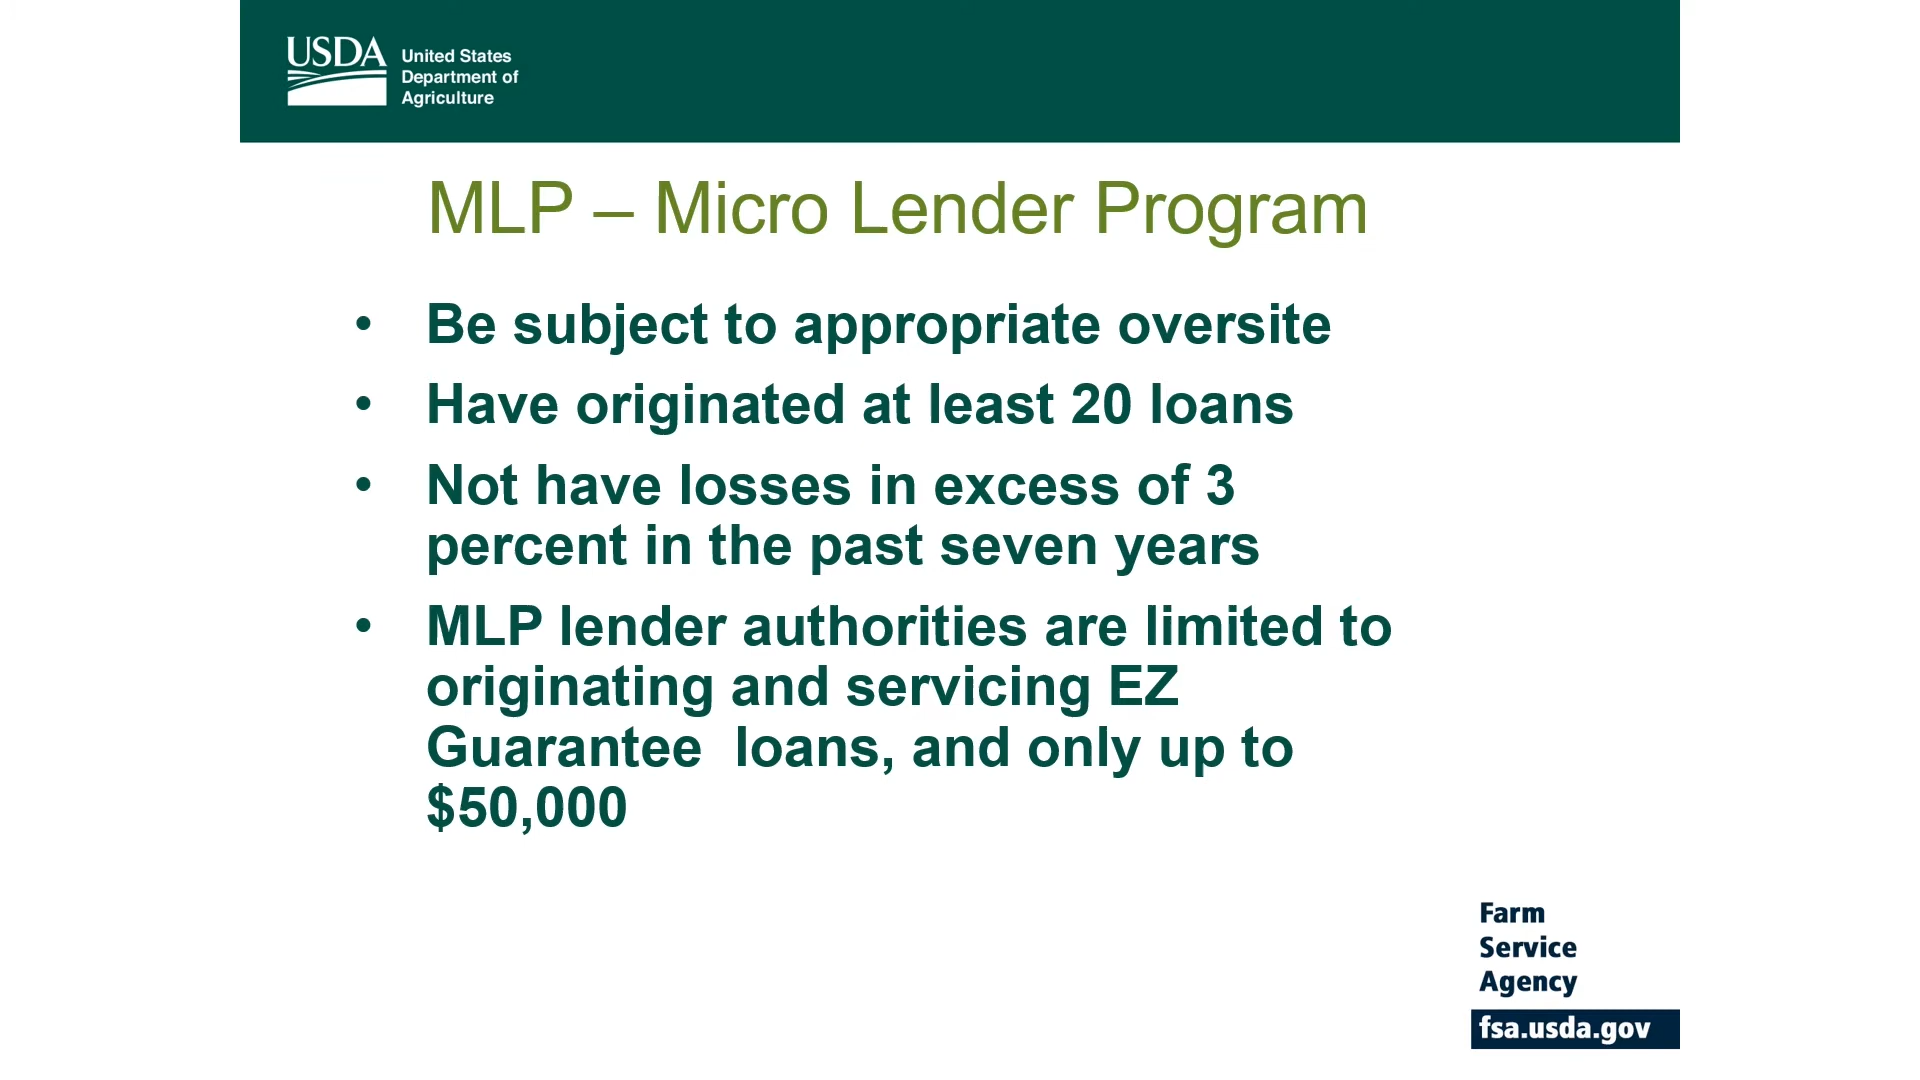 USDA
United States
Department of
Agriculture
MLP – Micro Lender Program
• Be subject to appropriate oversite
• Have originated at least 20 loans
• Not have losses in excess of 3
percent in the past seven years
• MLP lender authorities are limited to
originating and servicing EZ
Guarantee  loans, and only up to
$50,000
Farm
Service
Agency
fsa.usda.gov